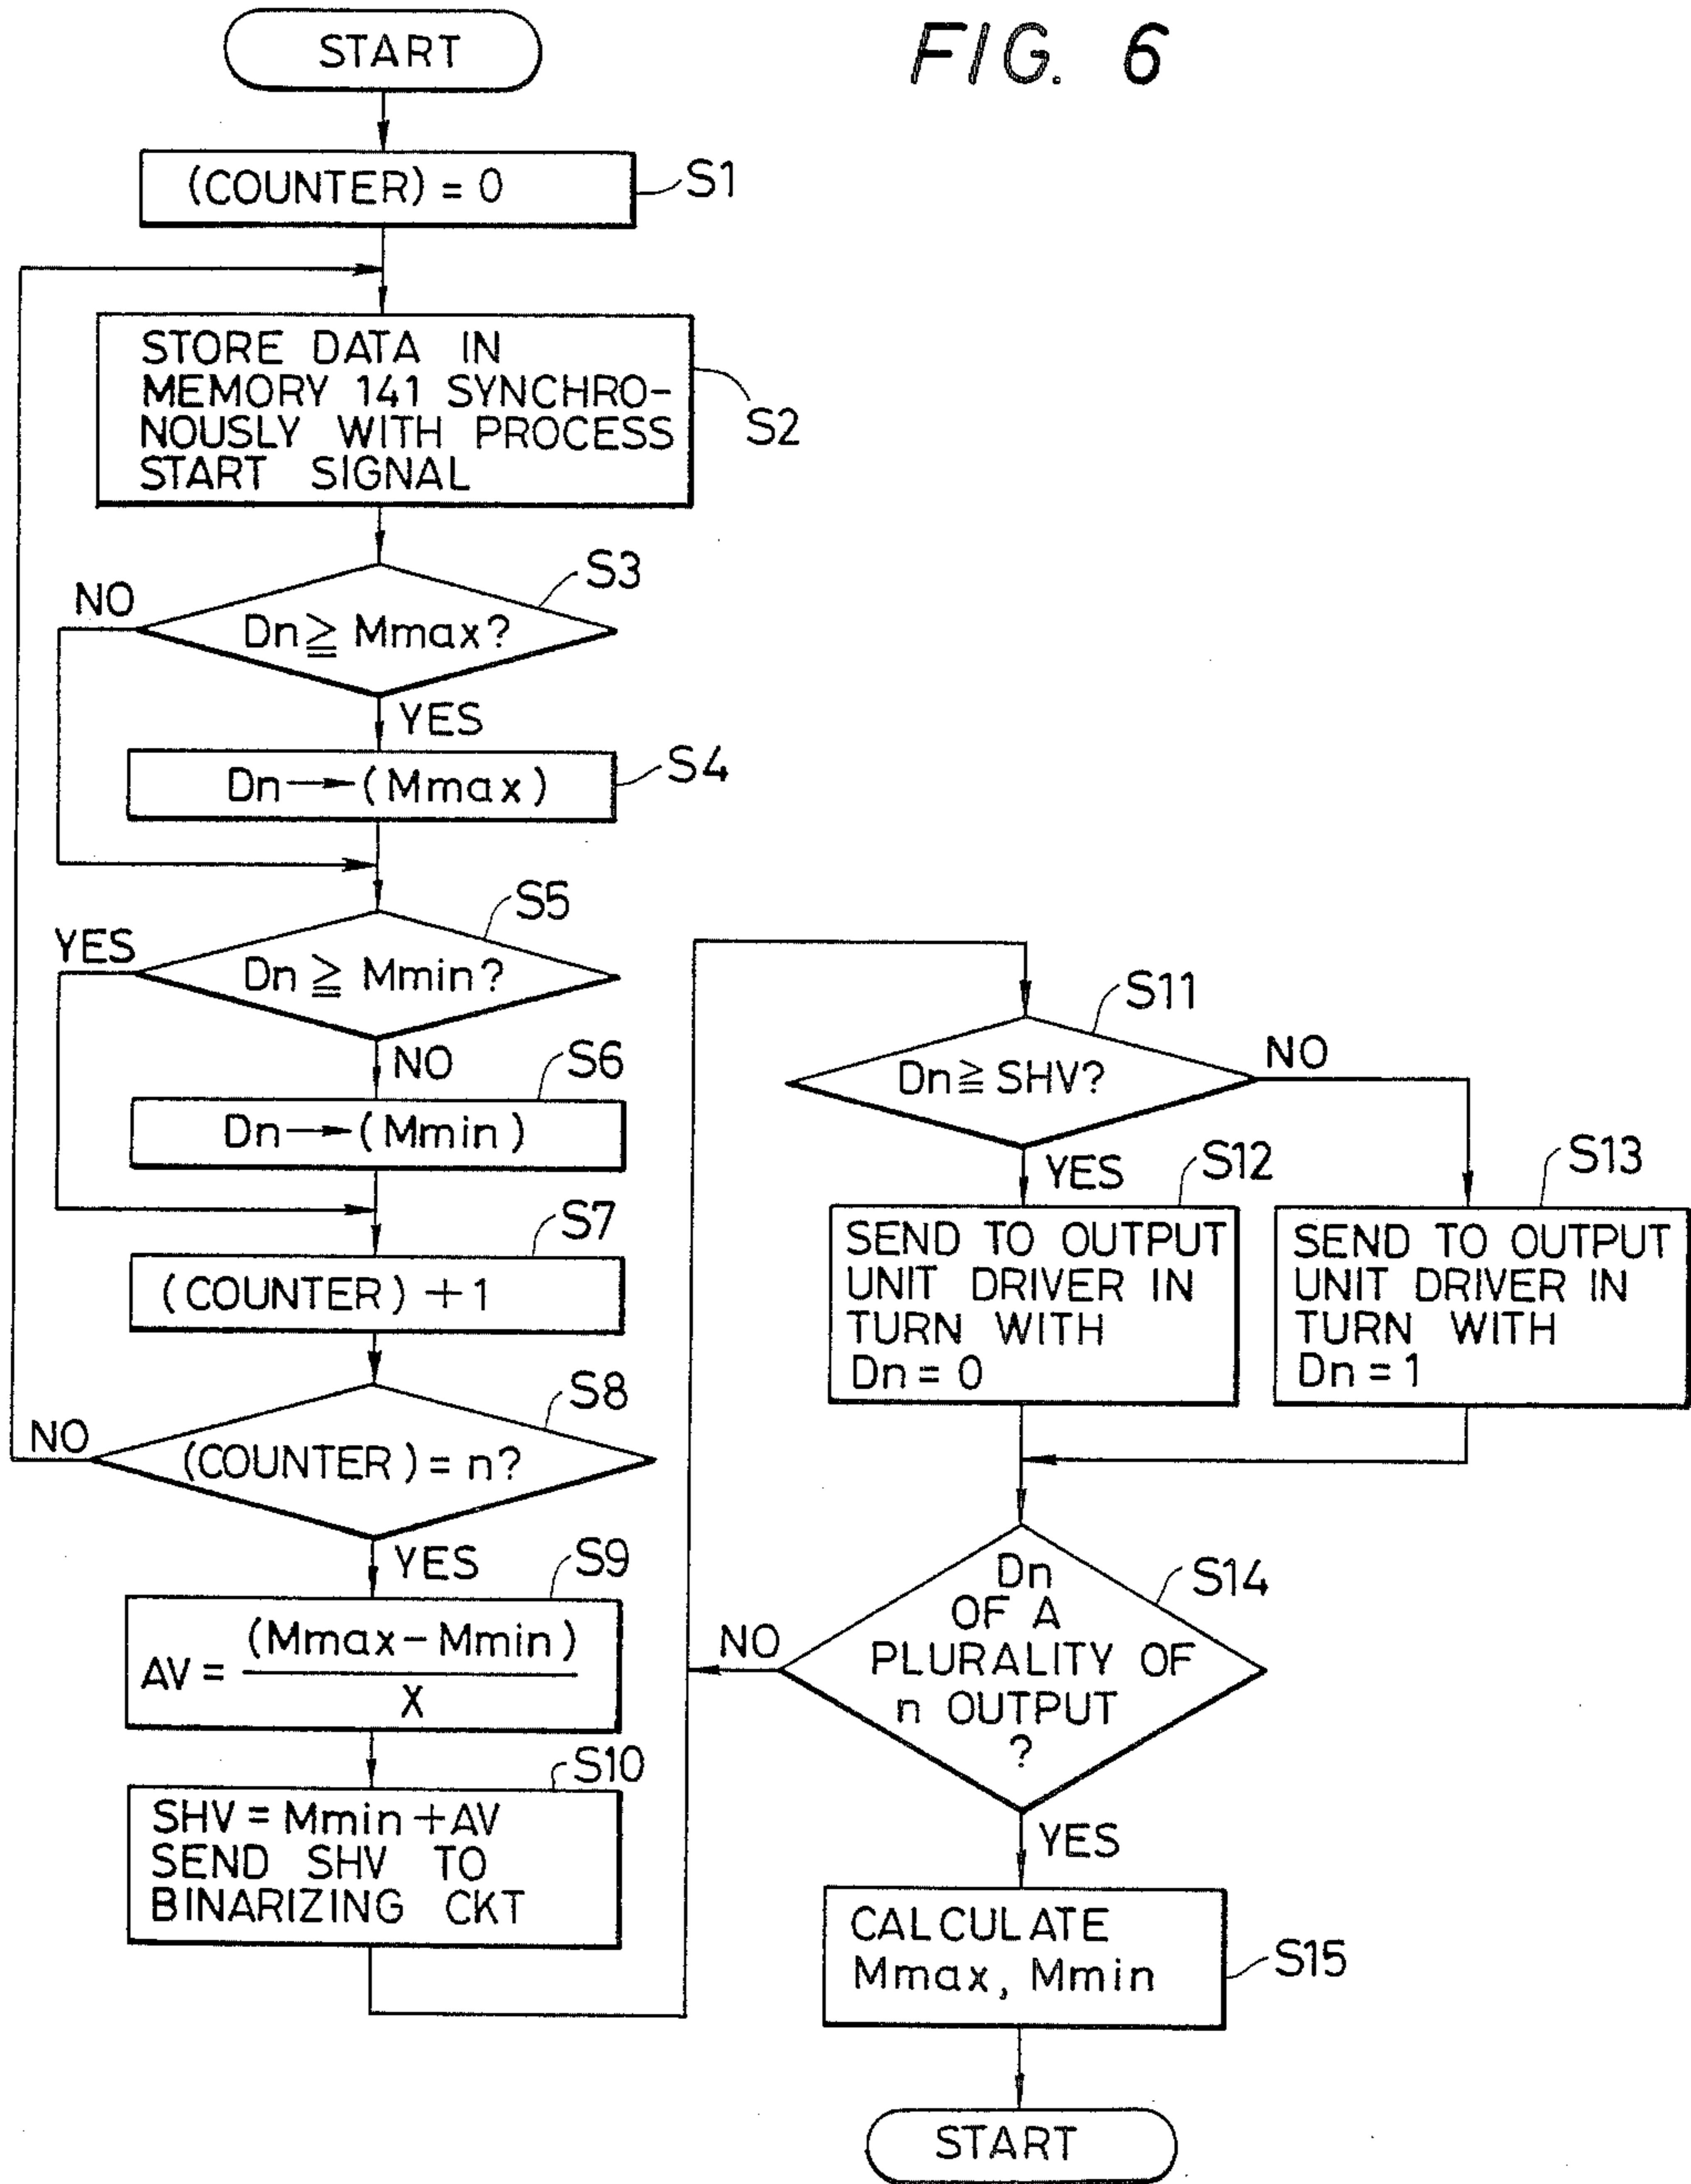 FIG. 6
START
(COUNTER) = 0
S1
STORE DATA IN
MEMORY 141 SYNCHRO-
NOUSLY WITH PROCESS
START SIGNAL
S2
S3
NO
Dn ≧ Mmax?
YES
Dn → (Mmax)
S4
S5
YES
Dn ≧ Mmin?
NO
S6
Dn → (Mmin)
S7
(COUNTER) + 1
S8
NO
(COUNTER) = n?
YES
S9
AV = (Mmax - Mmin)
X
S10
SHV = Mmin + AV
SEND SHV TO
BINARIZING CKT
S11
Dn ≧ SHV?
NO
YES
S12
SEND TO OUTPUT
UNIT DRIVER IN
TURN WITH
Dn = 0
S13
SEND TO OUTPUT
UNIT DRIVER IN
TURN WITH
Dn = 1
S14
Dn
OF A
PLURALITY OF
n OUTPUT
?
NO
YES
CALCULATE
Mmax, Mmin
S15
START